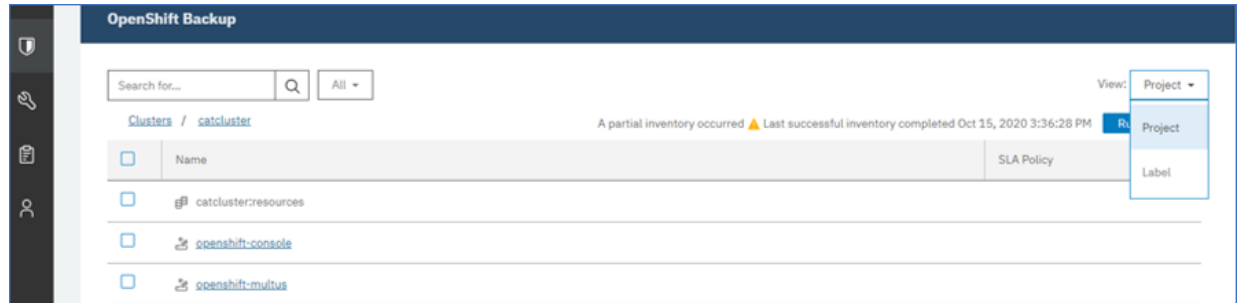 OpenShift Backup
Search for...
All
View:
Project
Clusters / catcluster
A partial inventory occurred Last successful inventory completed Oct 15, 2020 3:36:28 PM
Project
Label
Name
SLA Policy
catcluster:resources
openshift-console
openshift-multus